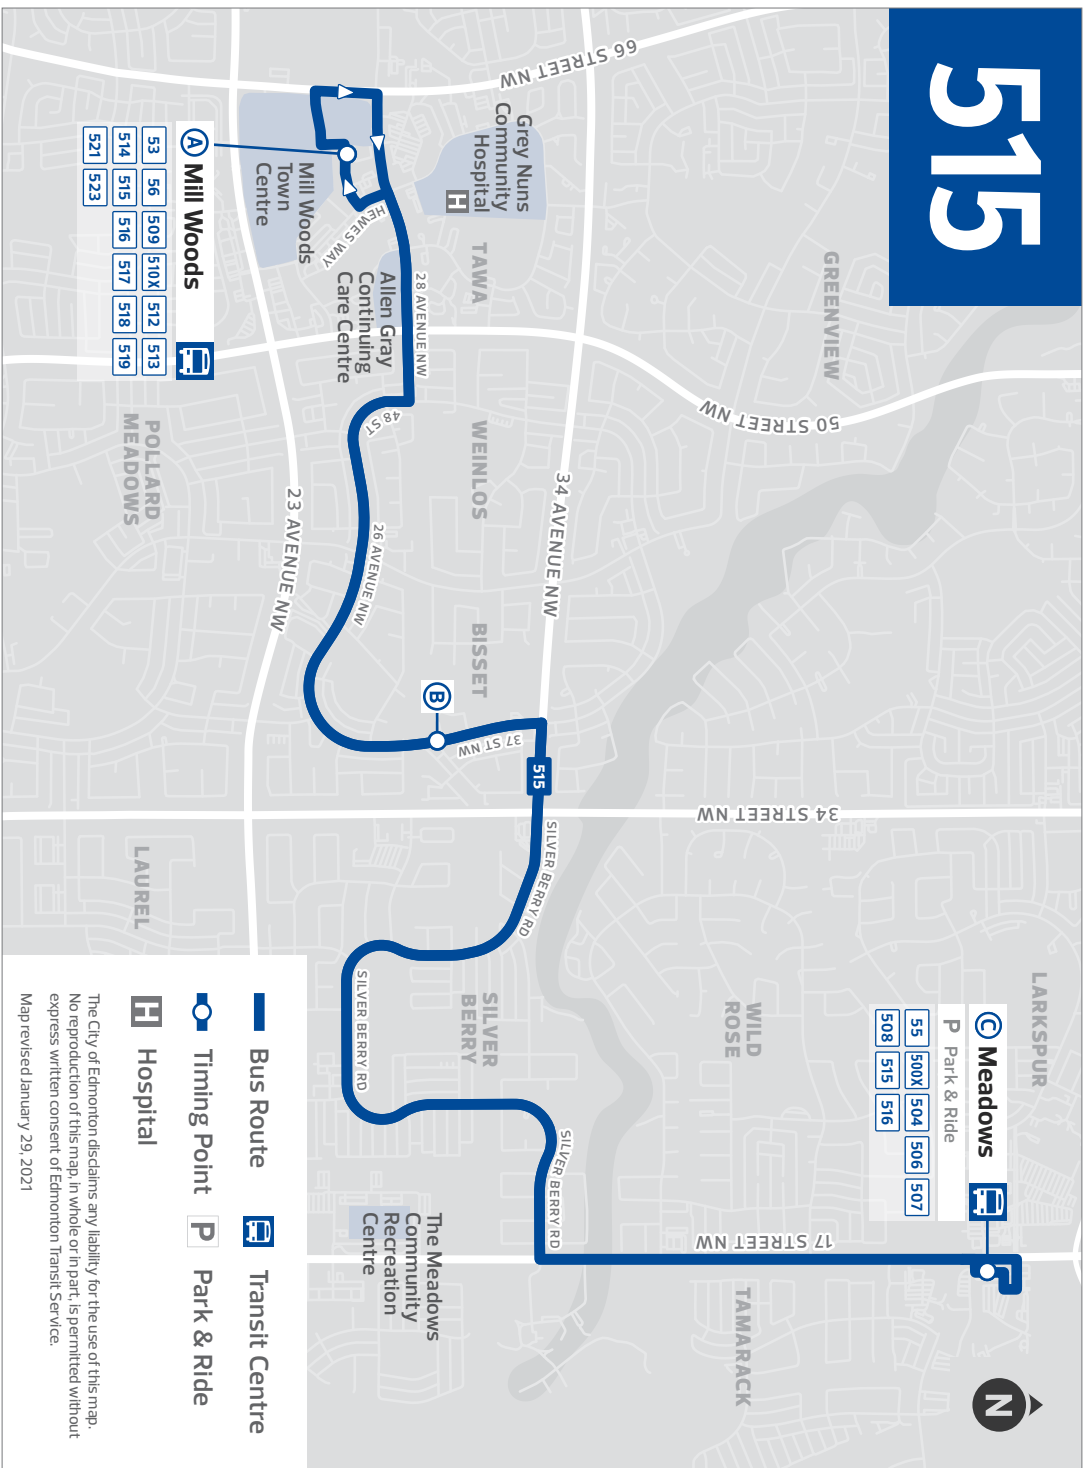 515
66 STREET NW
Grey Nuns
Community
Hospital
H
GREENVIEW
TAWA
HEWES WAY
Mill Woods
Town
Centre
Allen Gray
Continuing
Care Centre
28 AVENUE NW
50 STREET NW
48 ST
WEINLOS
34 AVENUE NW
23 AVENUE NW
26 AVENUE NW
POLLARD
MEADOWS
BISSET
A Mill Woods
53 56 509 510X 512 513
514 515 516 517 518 519
521 523
B
37 ST NW
515
34 STREET NW
SILVER BERRY RD
LAUREL
SILVER
BERRY
SILVER BERRY RD
WILD
ROSE
LARKSPUR
C Meadows
P Park & Ride
55 500X 504 506 507
508 515 516
SILVER BERRY RD
17 STREET NW
The Meadows
Community
Recreation
Centre
TAMARACK
N
Bus Route
Transit Centre
Timing Point
P Park & Ride
H Hospital
The City of Edmonton disclaims any liability for the use of this map.
No reproduction of this map, in whole or in part, is permitted without
express written consent of Edmonton Transit Service.
Map revised January 29, 2021